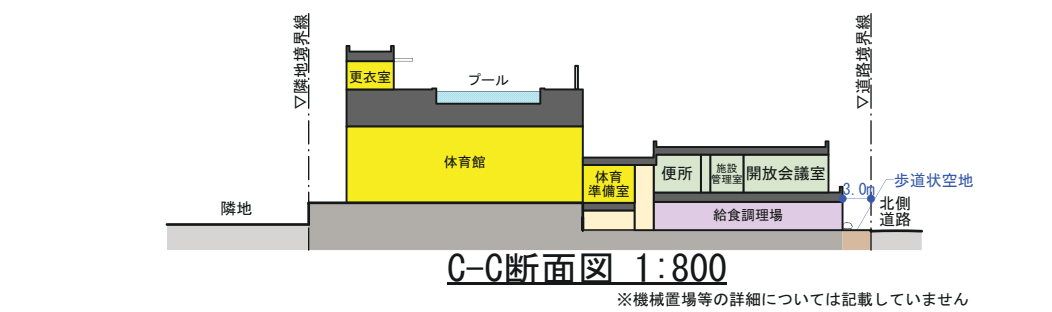 ▽隣地境界線
▽道路境界線
更衣室
プール
体育館
体育
準備室
便所
施設
管理室
開放会議室
3.0m
歩道状空地
給食調理場
北側
道路
隣地
C-C断面図 1:800
※機械置場等の詳細については記載していません